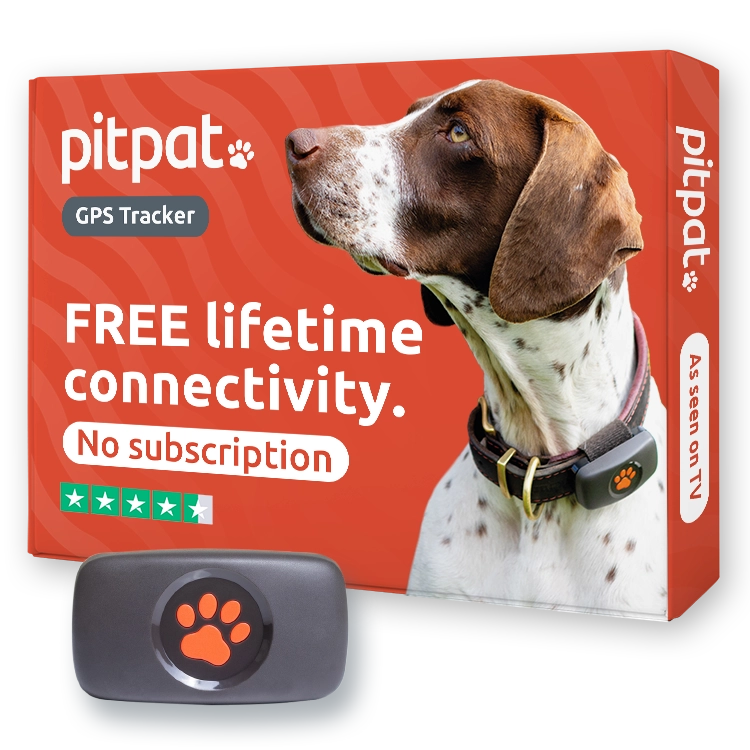 pitpat
GPS Tracker
FREE lifetime
connectivity.
No subscription
pitpat
As seen on TV